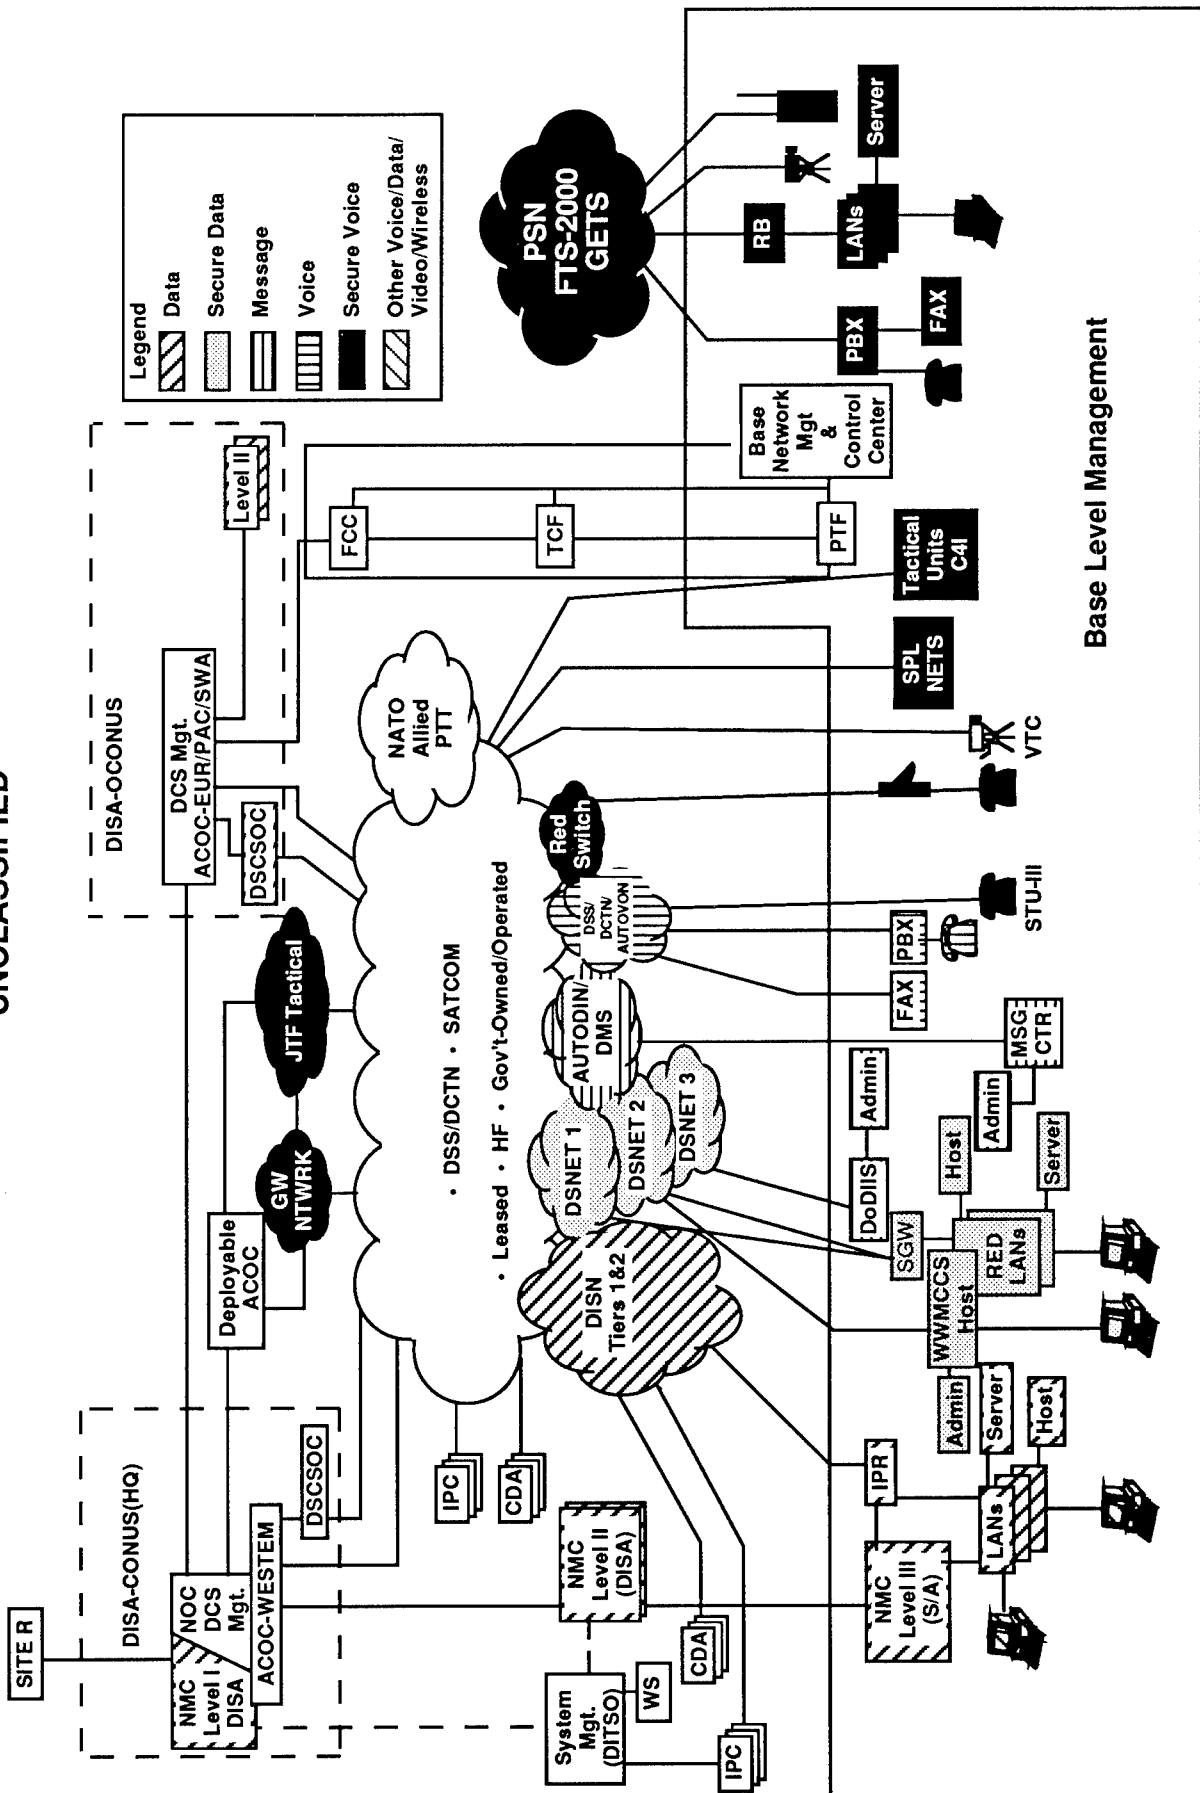 UNCLASSIFIED
SITE R
DISA-CONUS(HQ)
NMC
Level I
DISA
NOC
DCS
Mgt.
ACOC-WESTEM
DSCSOC
Deployable
ACOC
GW
NTWRK
JTF Tactical
DISA-OCONUS
DCS Mgt.
ACOC-EUR/PAC/SWA
DSCSOC
Level II
Legend
Data
Secure Data
Message
Voice
Secure Voice
Other Voice/Data/
Video/Wireless
FCC
TCF
PTF
IPC
CDA
• DSS/DCTN • SATCOM
• Leased • HF • Gov't-Owned/Operated
NATO
Allied
PTT
PSN
FTS-2000
GETS
System
Mgt.
(DITSO)
WS
NMC
Level II
(DISA)
CDA
IPC
DISN
Tiers 1&2
DSNET 1
DSNET 2
DSNET 3
AUTODIN/
DMS
DSS/
DCTN/
AUTOVON
Red
Switch
Base
Network
Mgt
&
Control
Center
RB
LANs
Server
PBX
FAX
NMC
Level III
(S/A)
IPR
LANs
Server
Host
Admin
WWMCCS
Host
SGW
RED
LANs
Host
Server
DoDIIS
Admin
Admin
MSG
CTR
FAX
PBX
STU-III
VTC
SPL
NETS
Tactical
Units
C4I
Base Level Management